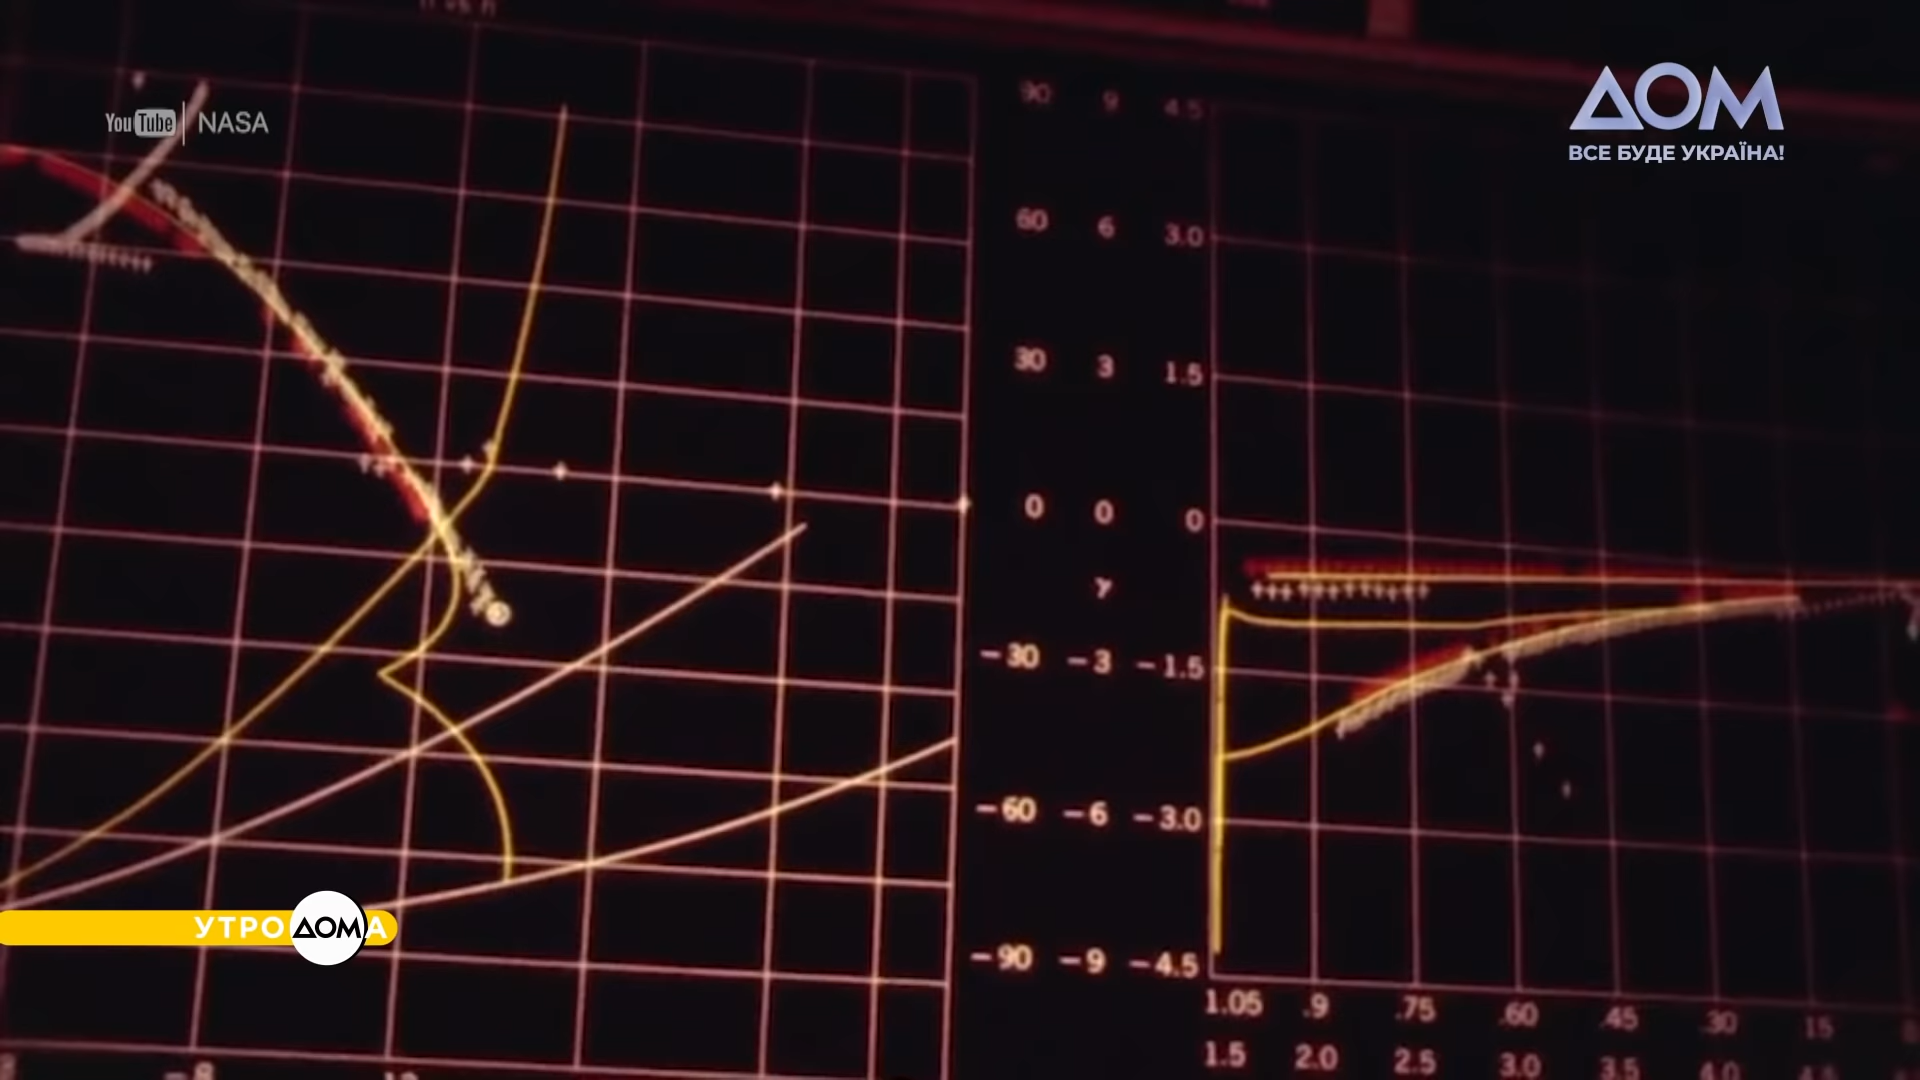 YouTube | NASA
ДОМ
ВСЕ БУДЕ УКРАЇНА!
90 9 4.5
60 6 3.0
30 3 1.5
0 0 0
γ
-30 -3 -1.5
-60 -6 -3.0
-90 -9 -4.5
1.05 .9 .75 .60 .45 .30 .15
1.5 2.0 2.5 3.0 3.5 4.0
-8
УТРО ДОМА